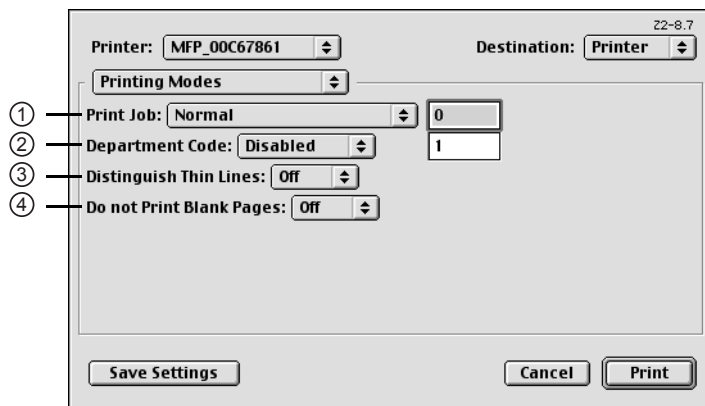 Z2-8.7
Printer: MFP_00C67861 Destination: Printer
Printing Modes
① Print Job: Normal 0
② Department Code: Disabled 1
③ Distinguish Thin Lines: Off
④ Do not Print Blank Pages: Off
Save Settings Cancel Print